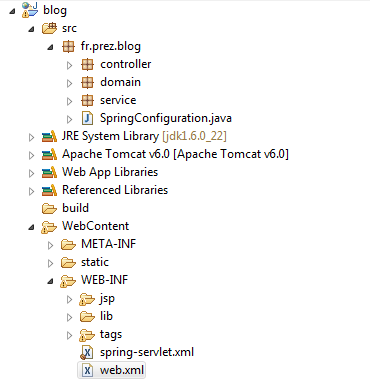 blog
src
fr.prez.blog
controller
domain
service
SpringConfiguration.java
JRE System Library [jdk1.6.0_22]
Apache Tomcat v6.0 [Apache Tomcat v6.0]
Web App Libraries
Referenced Libraries
build
WebContent
META-INF
static
WEB-INF
jsp
lib
tags
spring-servlet.xml
web.xml